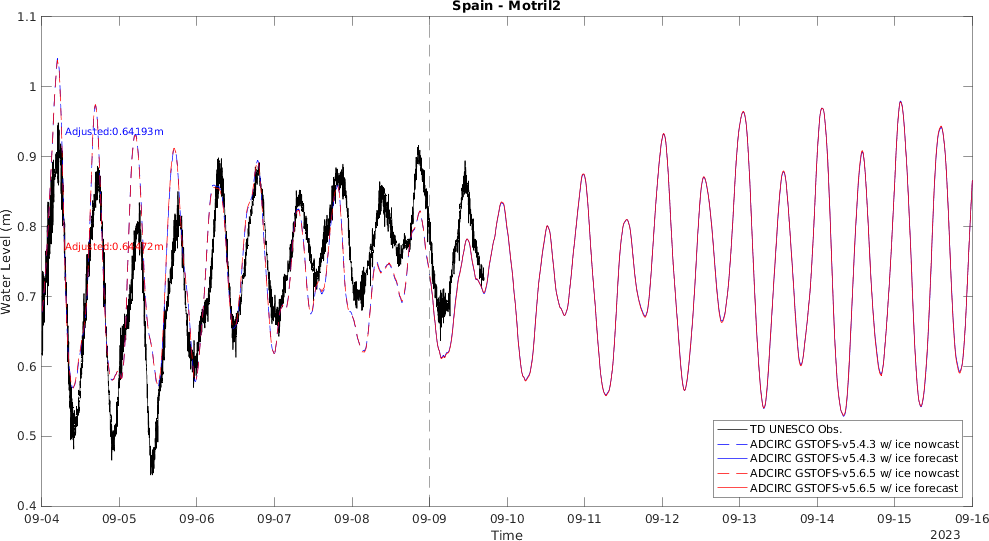 Spain - Motril2
1.1
1
0.9
0.8
0.7
0.6
0.5
0.4
Water Level (m)
Adjusted:0.64193m
Adjusted:0.64472m
TD UNESCO Obs.
ADCIRC GSTOFS-v5.4.3 w/ ice nowcast
ADCIRC GSTOFS-v5.4.3 w/ ice forecast
ADCIRC GSTOFS-v5.6.5 w/ ice nowcast
ADCIRC GSTOFS-v5.6.5 w/ ice forecast
09-04 09-05 09-06 09-07 09-08 09-09 09-10 09-11 09-12 09-13 09-14 09-15 09-16
Time
2023